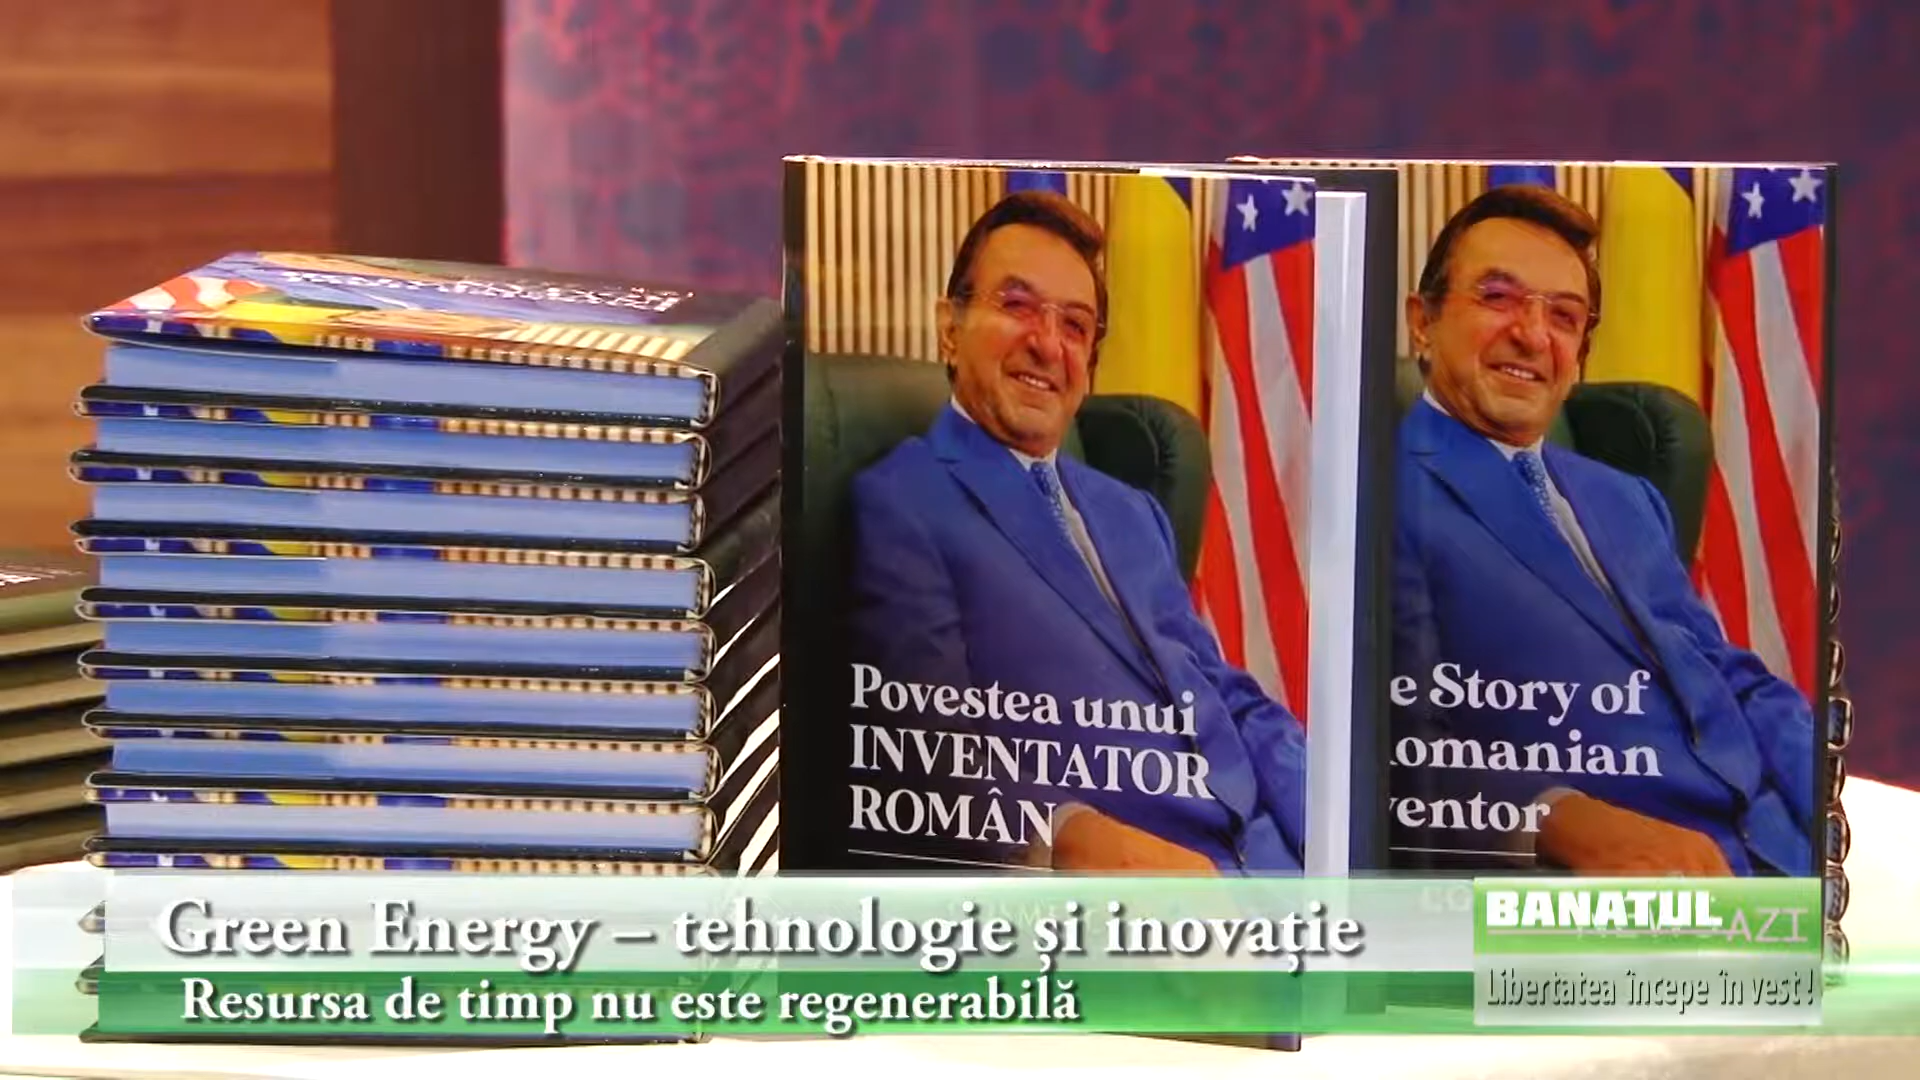 Povestea unui
INVENTATOR
ROMÂN
e Story of
omanian
ventor
Green Energy – tehnologie și inovație
Resursa de timp nu este regenerabilă
BANATUL
AZI
Libertatea începe în vest!